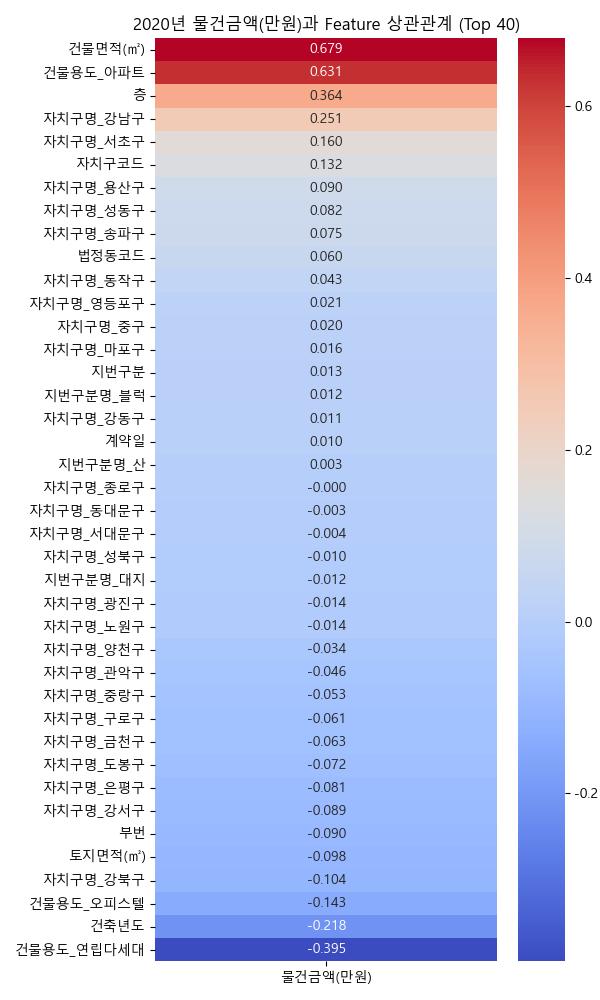 2020년 물건금액(만원)과 Feature 상관관계 (Top 40)
건물면적(㎡) 0.679
건물용도_아파트 0.631
층 0.364
자치구명_강남구 0.251
자치구명_서초구 0.160
자치구코드 0.132
자치구명_용산구 0.090
자치구명_성동구 0.082
자치구명_송파구 0.075
법정동코드 0.060
자치구명_동작구 0.043
자치구명_영등포구 0.021
자치구명_중구 0.020
자치구명_마포구 0.016
지번구분 0.013
지번구분명_블럭 0.012
자치구명_강동구 0.011
계약일 0.010
지번구분명_산 0.003
자치구명_종로구 -0.000
자치구명_동대문구 -0.003
자치구명_서대문구 -0.004
자치구명_성북구 -0.010
지번구분명_대지 -0.012
자치구명_광진구 -0.014
자치구명_노원구 -0.014
자치구명_양천구 -0.034
자치구명_관악구 -0.046
자치구명_중랑구 -0.053
자치구명_구로구 -0.061
자치구명_금천구 -0.063
자치구명_도봉구 -0.072
자치구명_은평구 -0.081
자치구명_강서구 -0.089
부번 -0.090
토지면적(㎡) -0.098
자치구명_강북구 -0.104
건물용도_오피스텔 -0.143
건축년도 -0.218
건물용도_연립다세대 -0.395
물건금액(만원)
0.6
0.4
0.2
0.0
-0.2